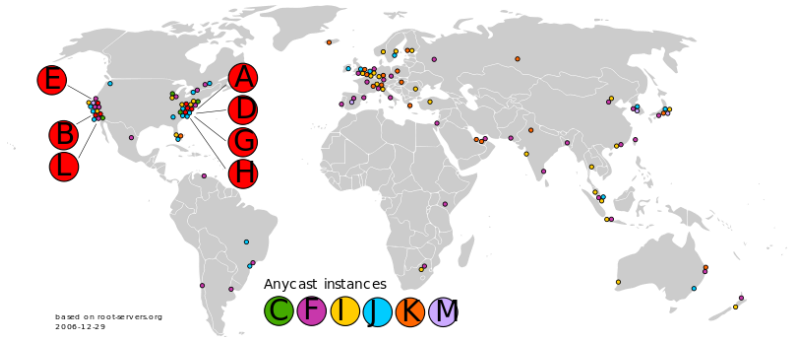 E
A
D
B
G
L
H
Anycast instances
C F I J K M
based on root-servers.org
2006-12-29